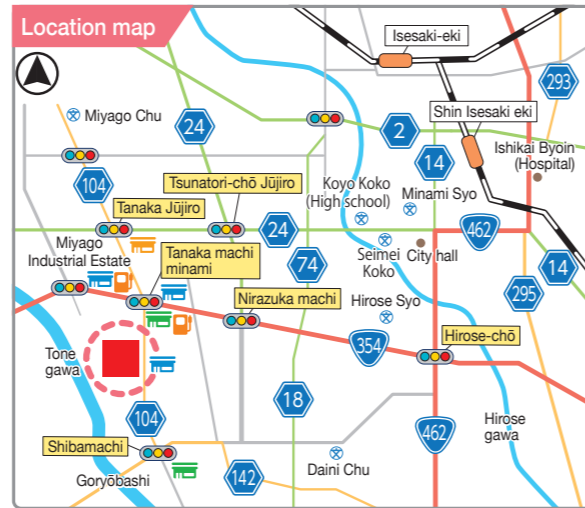 Location map
Isesaki-eki
293
Miyago Chu
24
2
Shin Isesaki eki
14
Ishikai Byoin
(Hospital)
104
Tsunatori-chō Jūjiro
Koyo Koko
(High school)
Minami Syo
Tanaka Jūjiro
24
462
Miyago
Industrial Estate
Tanaka machi
minami
74
Seimei
Koko
City hall
14
Nirazuka machi
Hirose Syo
295
Tone
gawa
354
Hirose-chō
104
18
462
Hirose
gawa
Shibamachi
Goryōbashi
142
Daini Chu